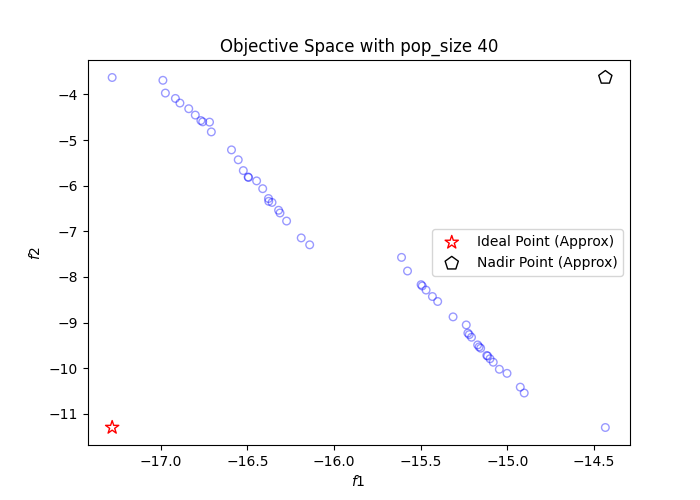 Objective Space with pop_size 40
f2
−4
−5
−6
−7
−8
−9
−10
−11
Ideal Point (Approx)
Nadir Point (Approx)
−17.0 −16.5 −16.0 −15.5 −15.0 −14.5
f1